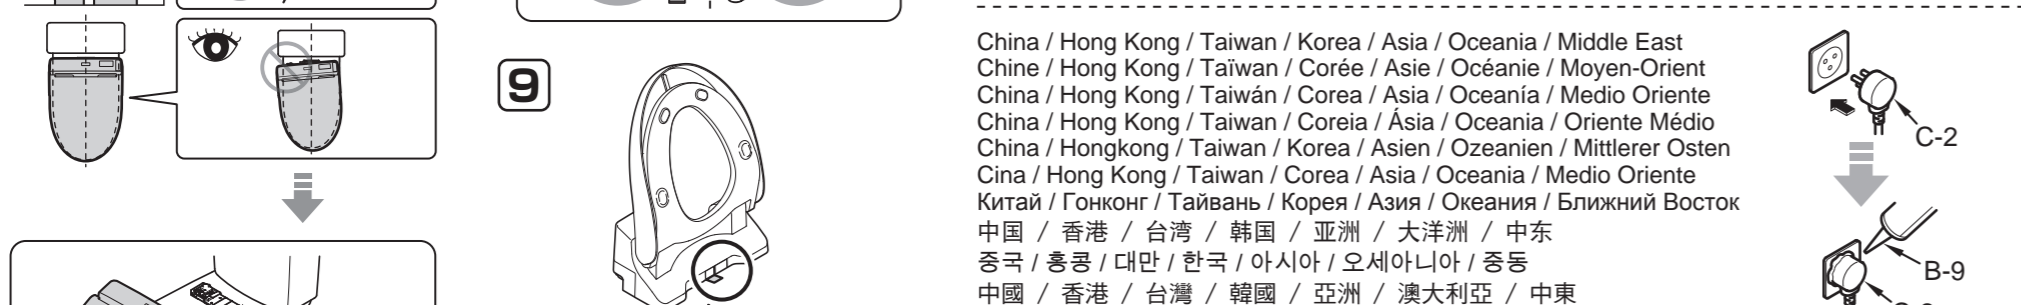 9
China / Hong Kong / Taiwan / Korea / Asia / Oceania / Middle East
Chine / Hong Kong / Taïwan / Corée / Asie / Océanie / Moyen-Orient
China / Hong Kong / Taiwán / Corea / Asia / Oceanía / Medio Oriente
China / Hong Kong / Taiwan / Coreia / Ásia / Oceania / Oriente Médio
China / Hongkong / Taiwan / Korea / Asien / Ozeanien / Mittlerer Osten
Cina / Hong Kong / Taiwan / Corea / Asia / Oceania / Medio Oriente
Китай / Гонконг / Тайвань / Корея / Азия / Океания / Ближний Восток
中国 / 香港 / 台湾 / 韩国 / 亚洲 / 大洋洲 / 中东
중국 / 홍콩 / 대만 / 한국 / 아시아 / 오세아니아 / 중동
中國 / 香港 / 台灣 / 韓國 / 亞洲 / 澳大利亞 / 中東
C-2
B-9